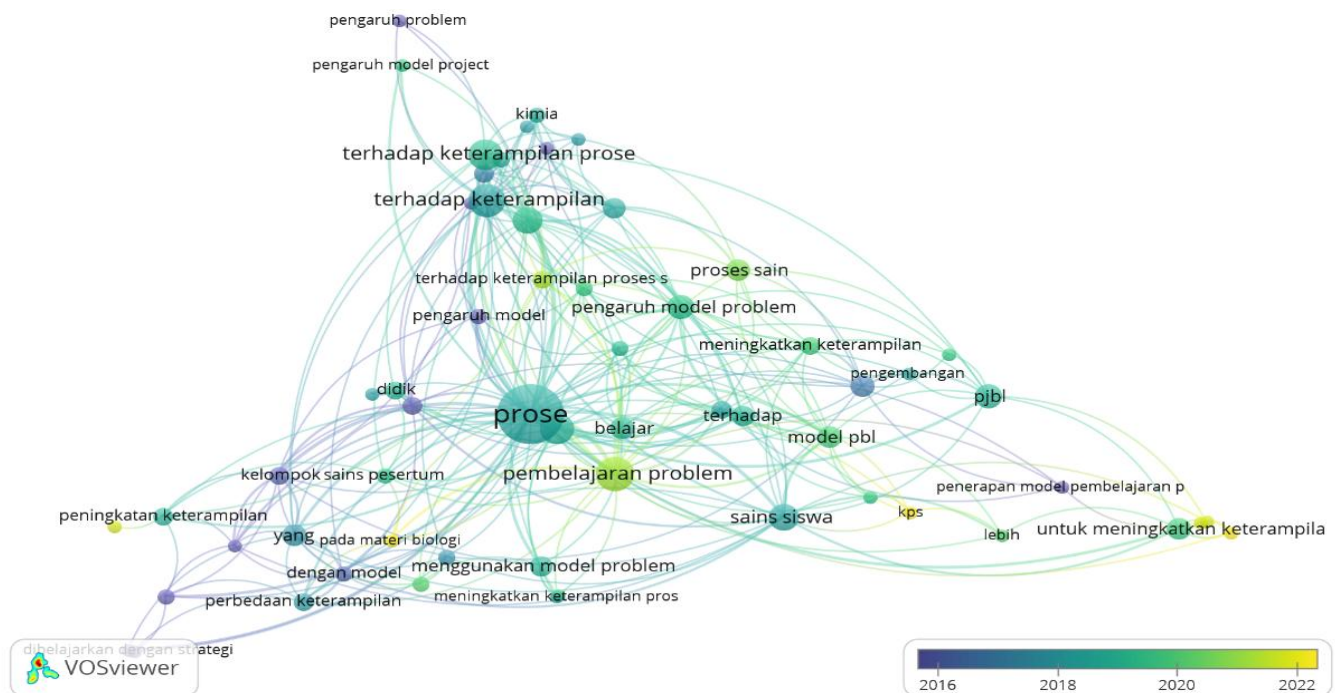 pengaruh problem
pengaruh model project
kimia
terhadap keterampilan prose
terhadap keterampilan
terhadap keterampilan proses s
proses sain
pengaruh model problem
pengaruh model
meningkatkan keterampilan
pengembangan
didik
pjbl
prose
terhadap
belajar
model pbl
kelompok sains pesertum
pembelajaran problem
penerapan model pembelajaran p
peningkatan keterampilan
sains siswa
kps
yang
pada materi biologi
lebih
untuk meningkatkan keterampila
dengan model
menggunakan model problem
perbedaan keterampilan
meningkatkan keterampilan pros
dibelajarkan dengan strategi
VOSviewer
2016
2018
2020
2022